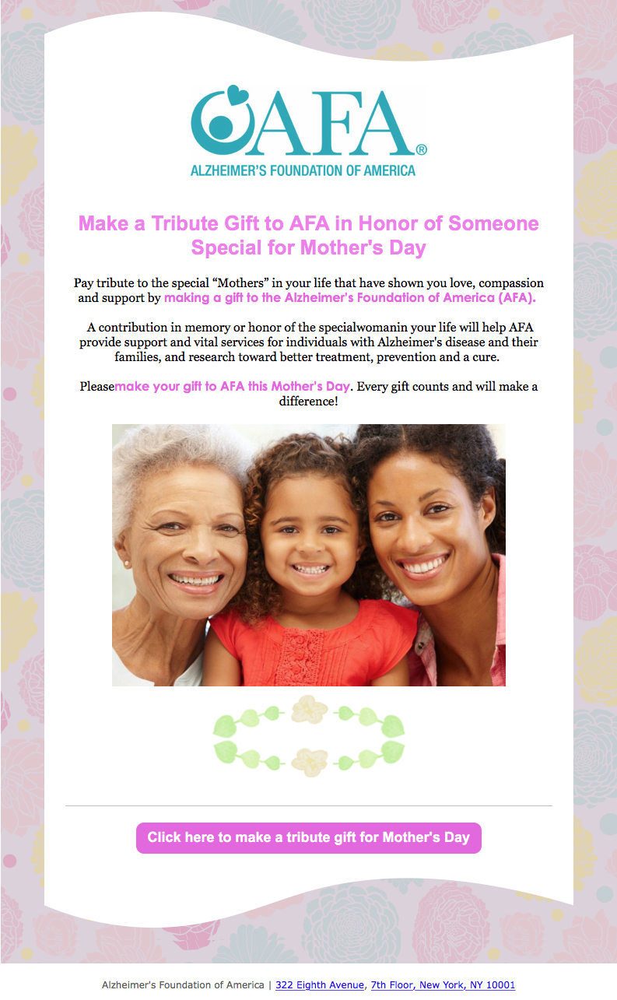 AFA®
ALZHEIMER'S FOUNDATION OF AMERICA
Make a Tribute Gift to AFA in Honor of Someone
Special for Mother's Day
Pay tribute to the special “Mothers” in your life that have shown you love, compassion
and support by making a gift to the Alzheimer's Foundation of America (AFA).
A contribution in memory or honor of the specialwomanin your life will help AFA
provide support and vital services for individuals with Alzheimer's disease and their
families, and research toward better treatment, prevention and a cure.
Pleasemake your gift to AFA this Mother's Day. Every gift counts and will make a
difference!
Click here to make a tribute gift for Mother's Day
Alzheimer's Foundation of America | 322 Eighth Avenue, 7th Floor, New York, NY 10001